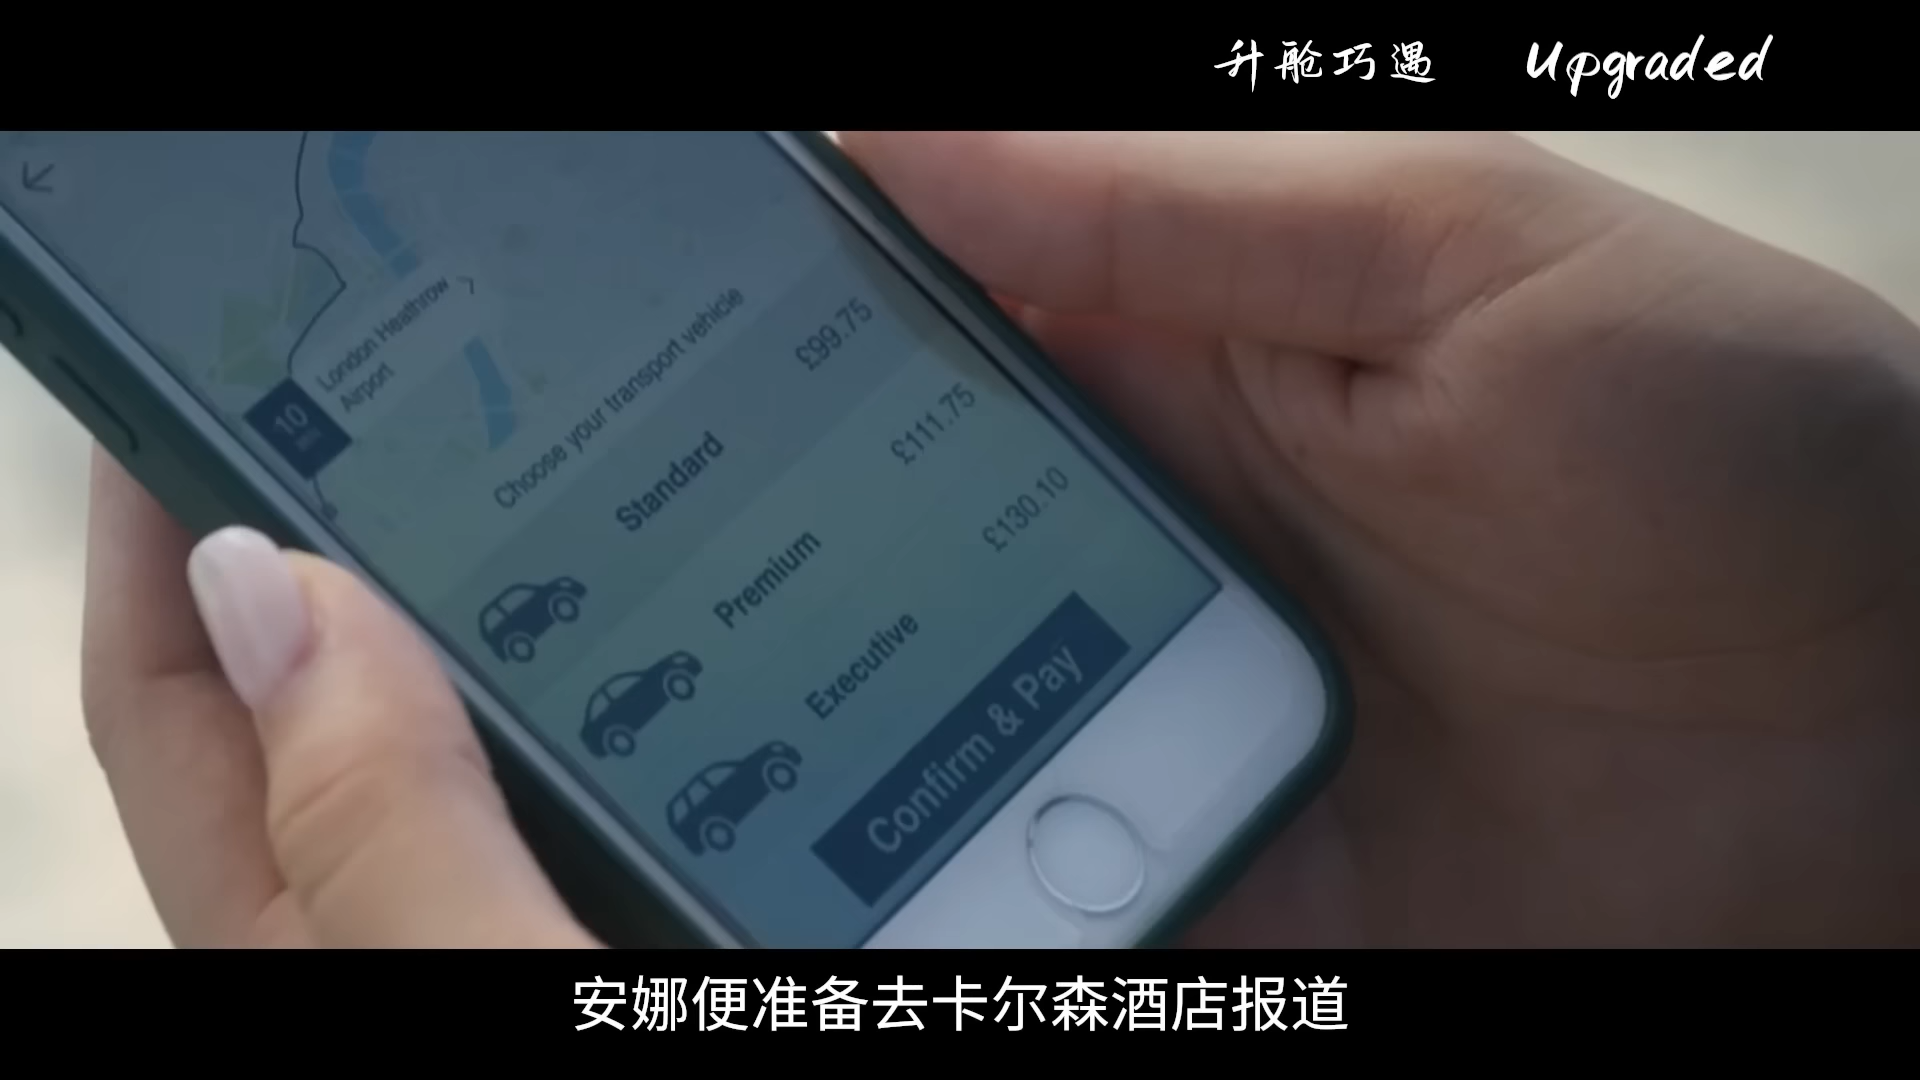 升舱巧遇 Upgraded
London Heathrow
Airport
10
Choose your transport vehicle
Standard £99.75
Premium £111.75
Executive £130.10
Confirm & Pay
安娜便准备去卡尔森酒店报道